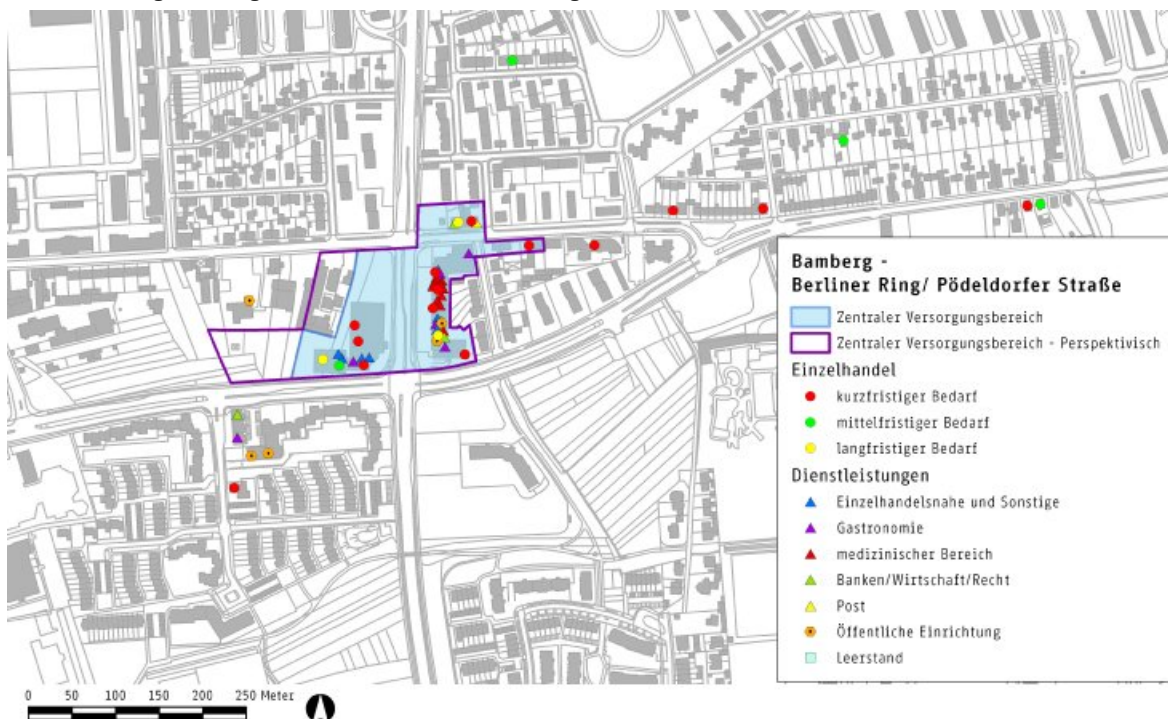 Bamberg -
Berliner Ring/ Pödeldorfer Straße
Zentraler Versorgungsbereich
Zentraler Versorgungsbereich - Perspektivisch
Einzelhandel
kurzfristiger Bedarf
mittelfristiger Bedarf
langfristiger Bedarf
Dienstleistungen
Einzelhandelsnahe und Sonstige
Gastronomie
medizinischer Bereich
Banken/Wirtschaft/Recht
Post
Öffentliche Einrichtung
Leerstand
0 50 100 150 200 250 Meter